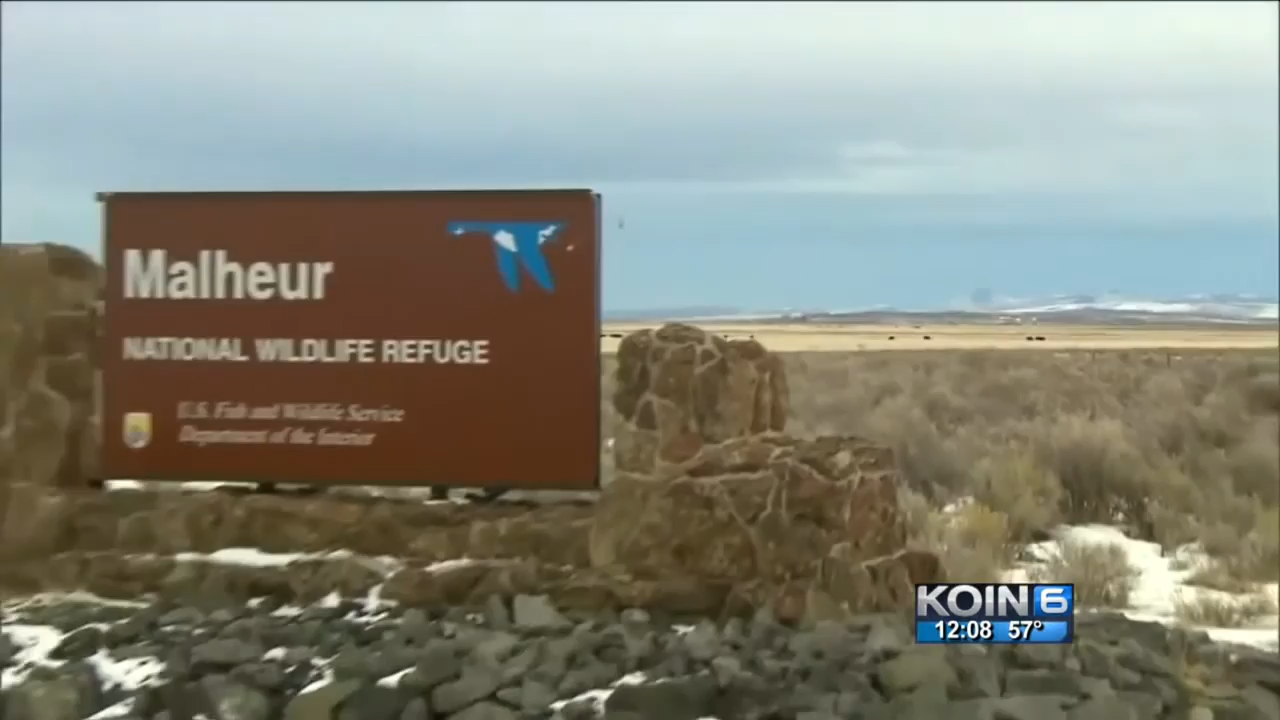 Malheur
NATIONAL WILDLIFE REFUGE
U.S. Fish and Wildlife Service
Department of the Interior
KOIN 6
12:08 57°